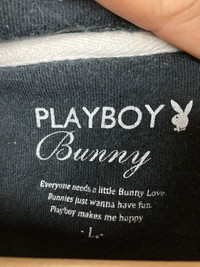 PLAYBOY
Bunny
Everyone needs a little Bunny Love.
Bunnies just wanna have fun.
Playboy makes me happy
- L -